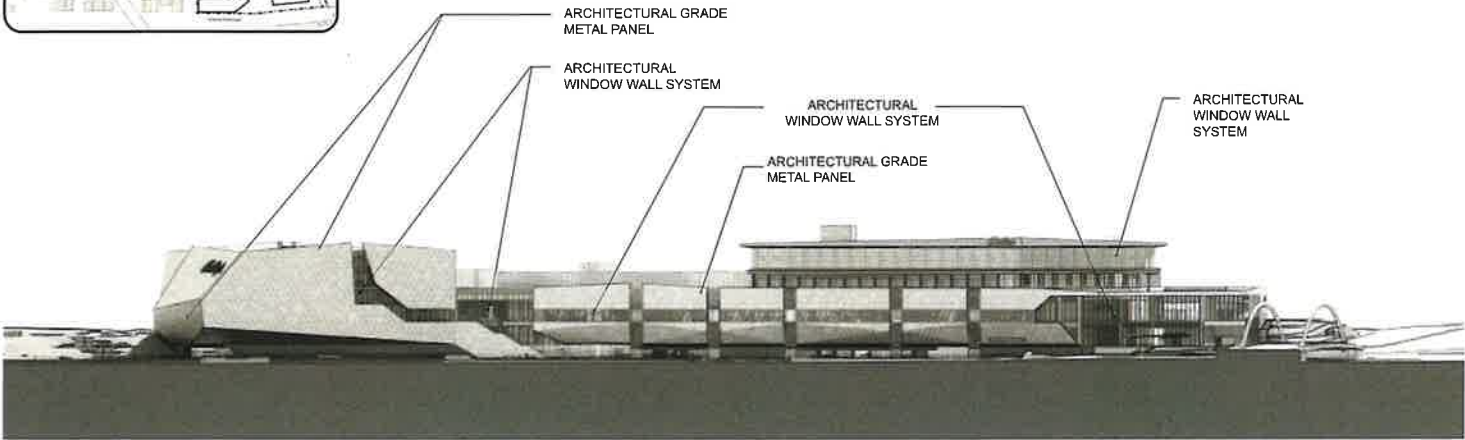 ARCHITECTURAL GRADE
METAL PANEL
ARCHITECTURAL
WINDOW WALL SYSTEM
ARCHITECTURAL
WINDOW WALL SYSTEM
ARCHITECTURAL GRADE
METAL PANEL
ARCHITECTURAL
WINDOW WALL
SYSTEM